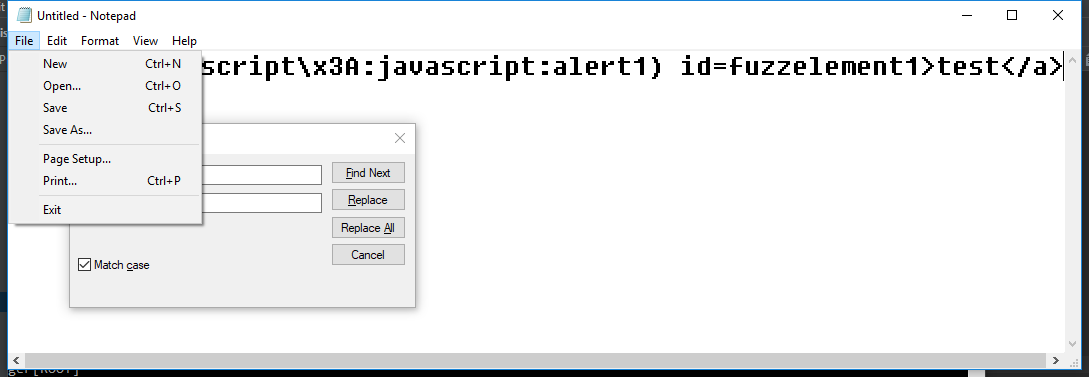 Untitled - Notepad
File Edit Format View Help
script\x3A:javascript:alert1) id=fuzzelement1>test</a>
New Ctrl+N
Open... Ctrl+O
Save Ctrl+S
Save As...
Page Setup...
Print... Ctrl+P
Exit
Find Next
Replace
Replace All
Cancel
Match case